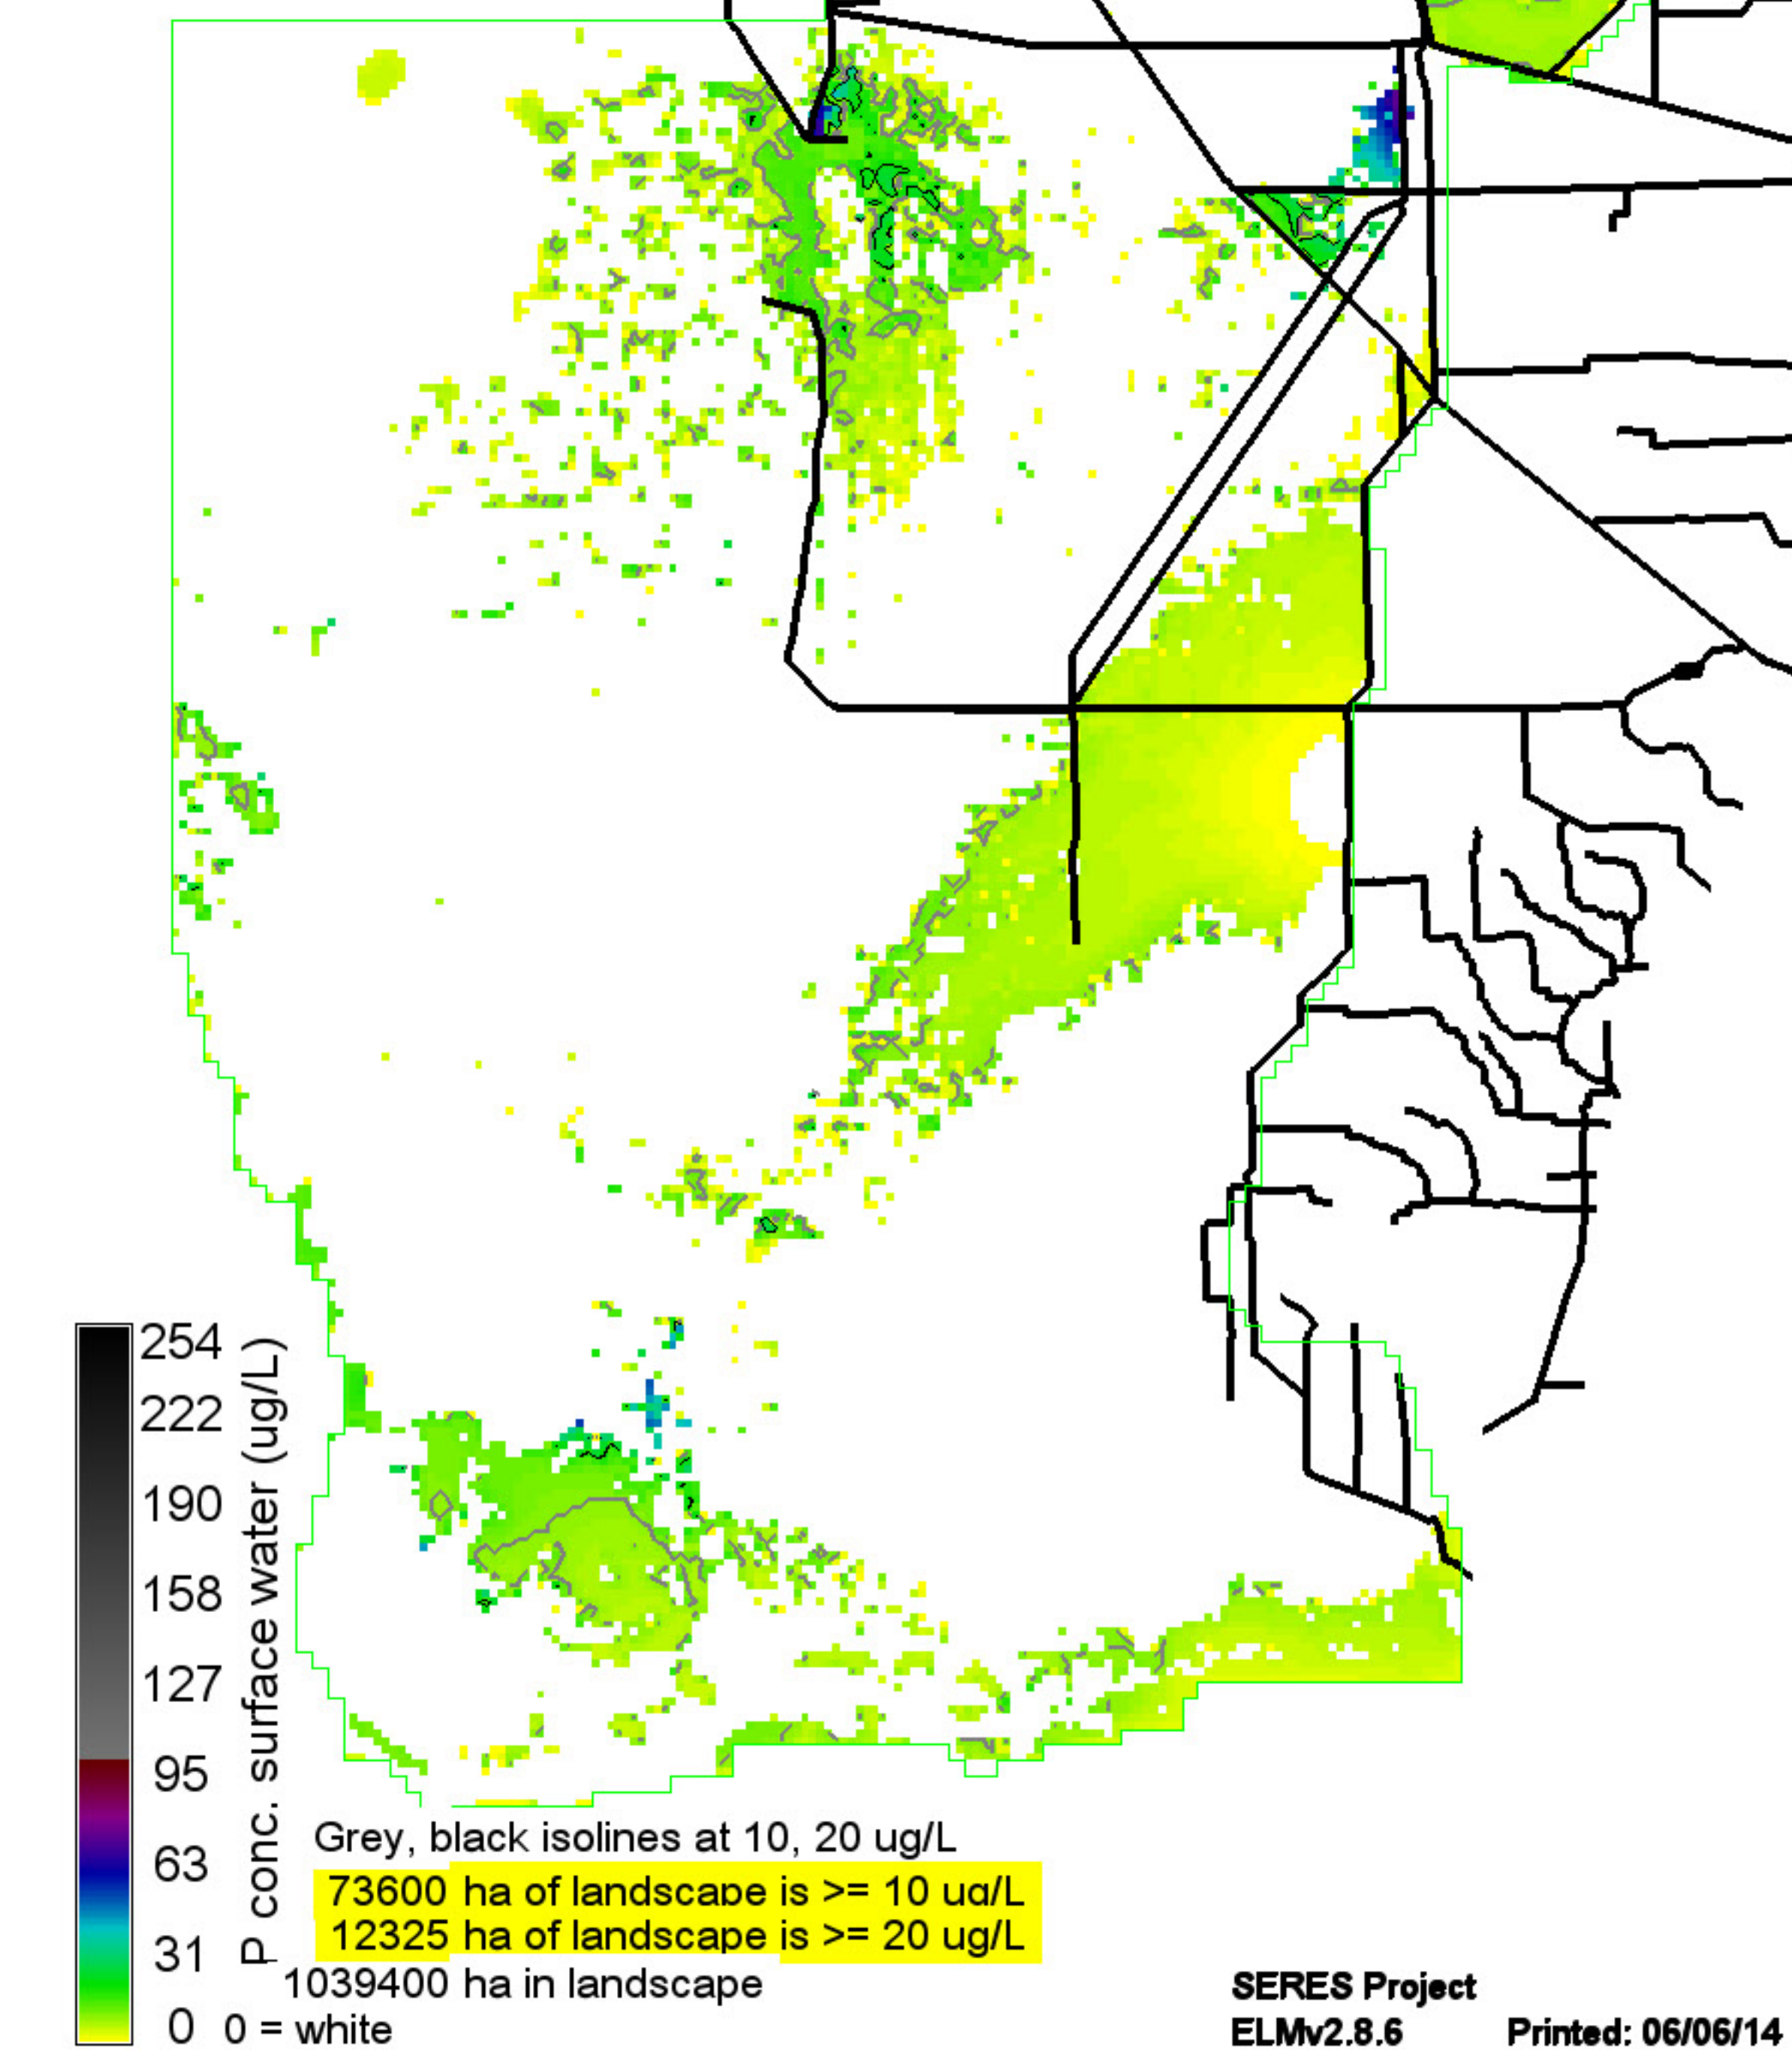 254
222
190
158
127
95
63
31
0
P conc. surface water (ug/L)
0 = white
Grey, black isolines at 10, 20 ug/L
73600 ha of landscape is >= 10 ug/L
12325 ha of landscape is >= 20 ug/L
1039400 ha in landscape
SERES Project
ELMv2.8.6 Printed: 06/06/14